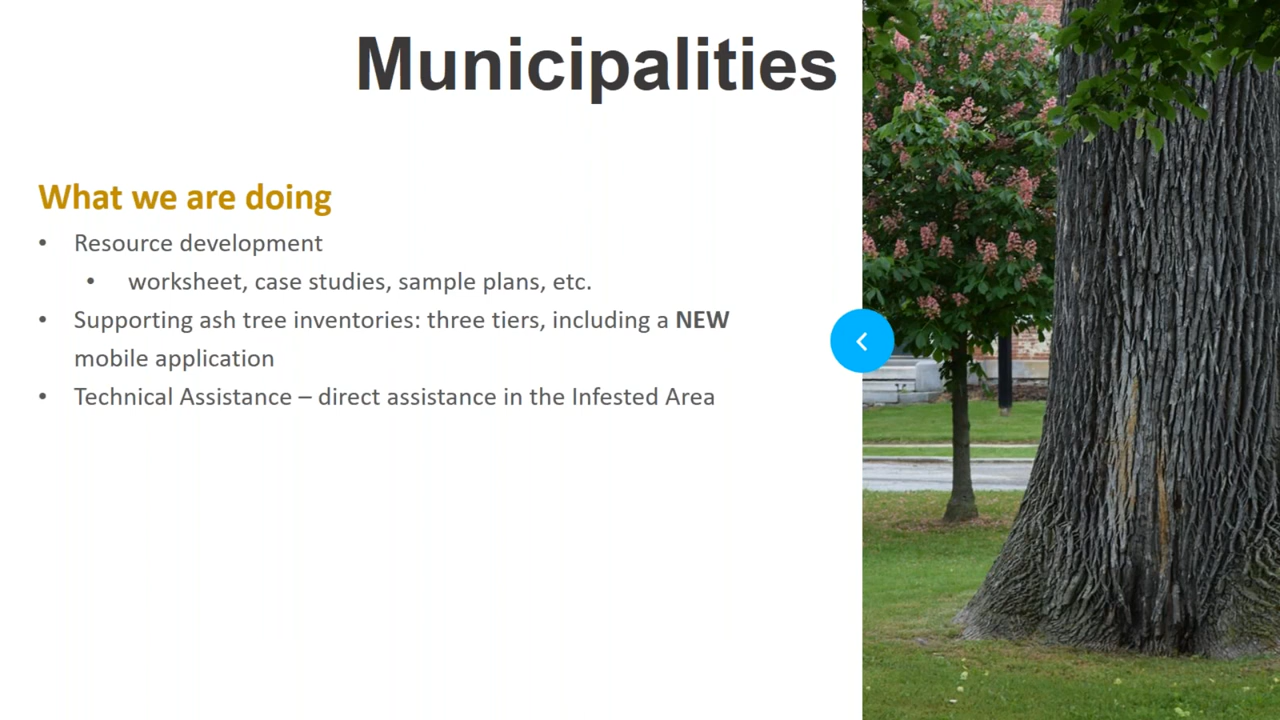 Municipalities
What we are doing
• Resource development
• worksheet, case studies, sample plans, etc.
• Supporting ash tree inventories: three tiers, including a NEW
mobile application
• Technical Assistance – direct assistance in the Infested Area